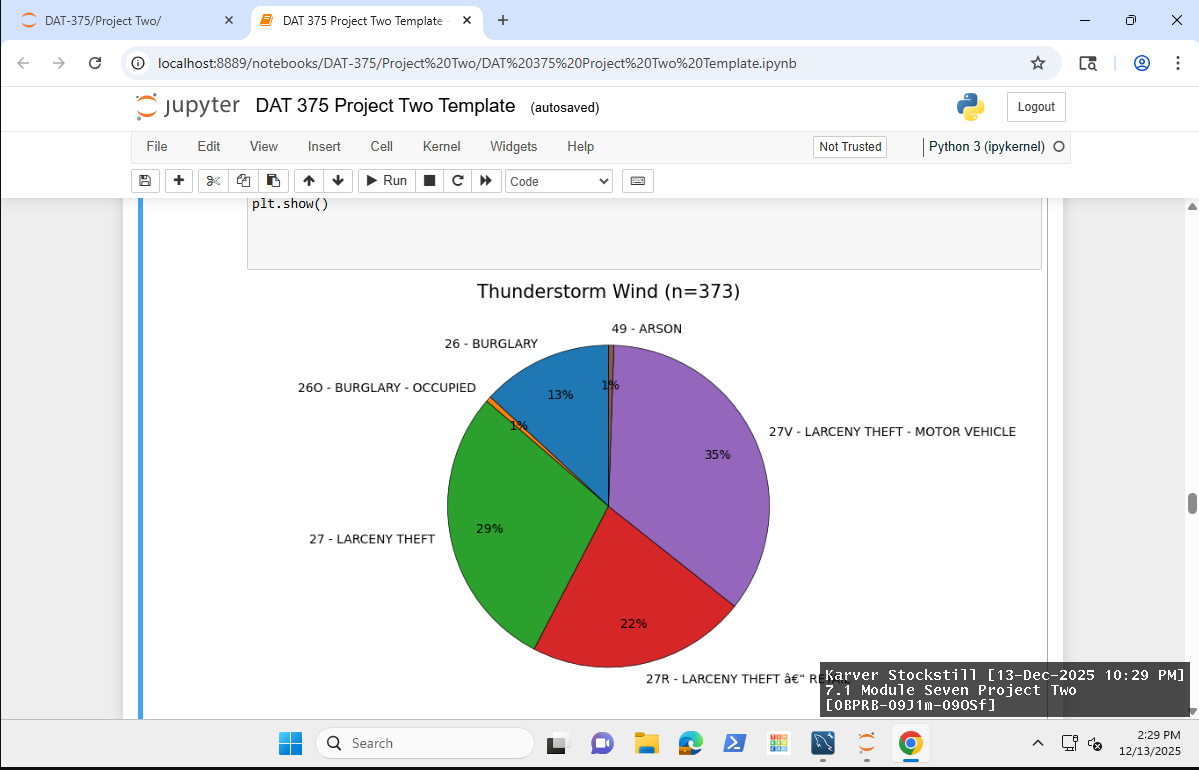 DAT-375/Project Two/
DAT 375 Project Two Template -
localhost:8889/notebooks/DAT-375/Project%20Two/DAT%20375%20Project%20Two%20Template.ipynb
jupyter DAT 375 Project Two Template (autosaved)
Logout
File Edit View Insert Cell Kernel Widgets Help
Not Trusted
Python 3 (ipykernel)
Run
Code
plt.show()
Thunderstorm Wind (n=373)
49 - ARSON
26 - BURGLARY
26O - BURGLARY - OCCUPIED
13%
1%
1%
27V - LARCENY THEFT - MOTOR VEHICLE
35%
29%
27 - LARCENY THEFT
22%
27R - LARCENY THEFT â€“
Karver Stockstill [13-Dec-2025 10:29 PM]
7.1 Module Seven Project Two
[OBPRB-O9J1m-O9OSf]
Search
2:29 PM
12/13/2025